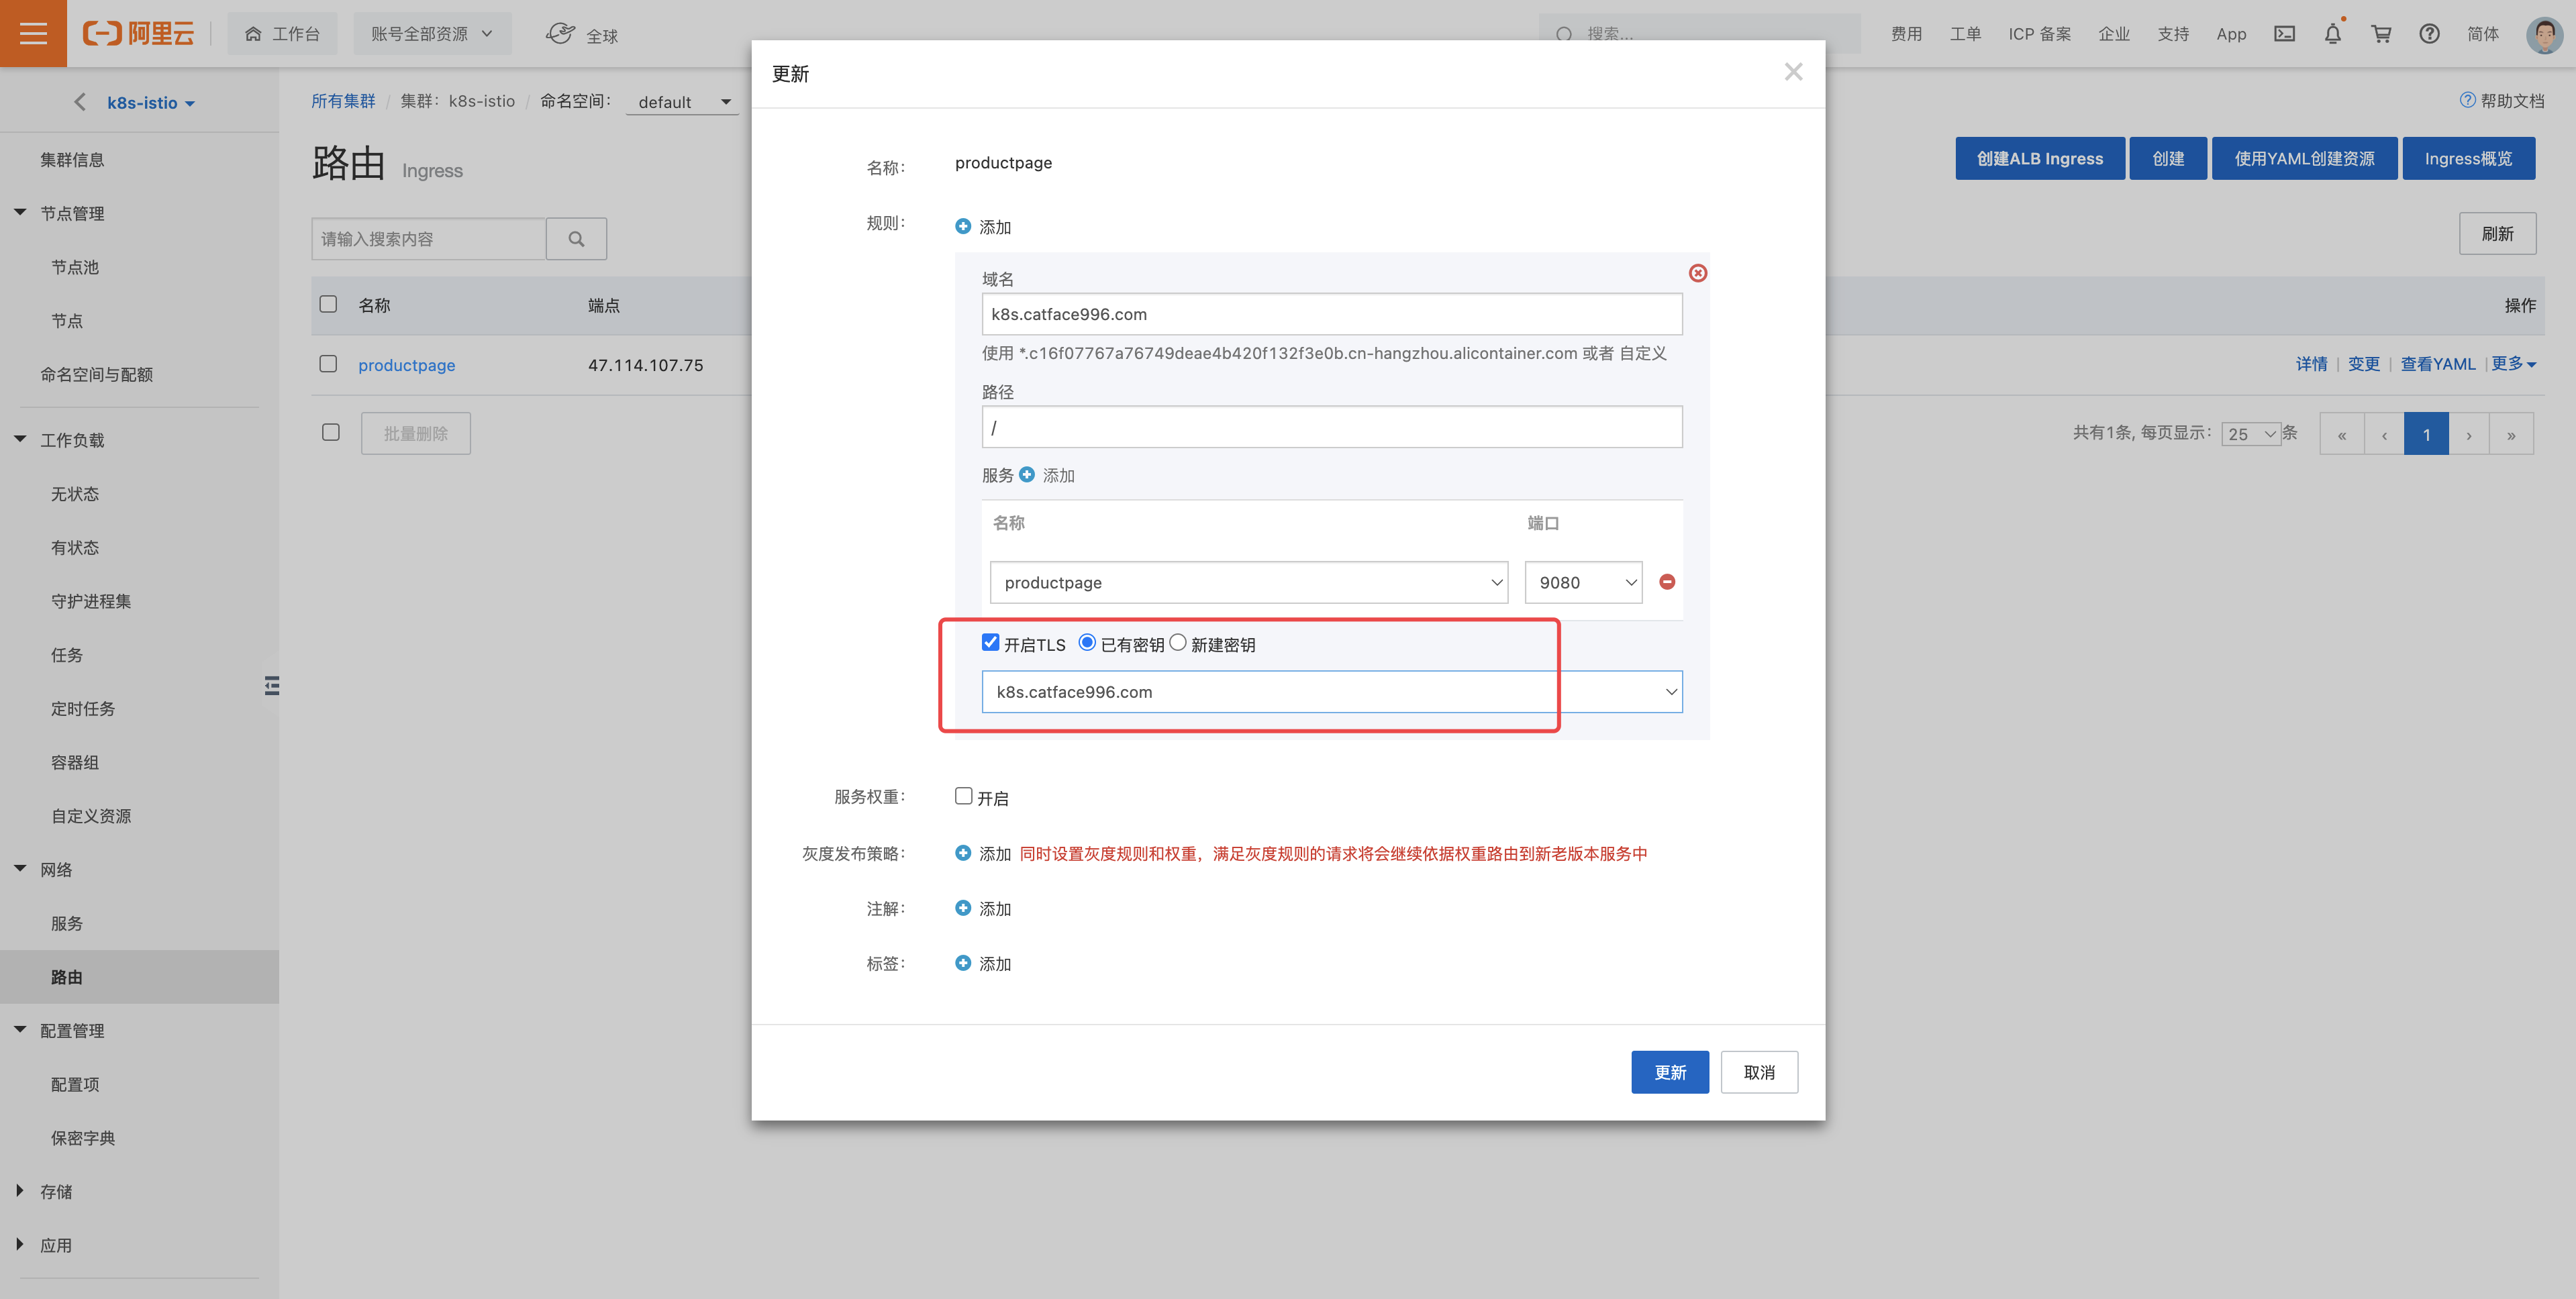 阿里云
工作台
账号全部资源
全球
搜索...
费用 工单 ICP 备案 企业 支持 App 简体
k8s-istio
集群信息
节点管理
节点池
节点
命名空间与配额
工作负载
无状态
有状态
守护进程集
任务
定时任务
容器组
自定义资源
网络
服务
路由
配置管理
配置项
保密字典
存储
应用
所有集群 / 集群：k8s-istio / 命名空间： default
帮助文档
路由 Ingress
创建ALB Ingress 创建 使用YAML创建资源 Ingress概览
请输入搜索内容
刷新
名称 端点 操作
productpage 47.114.107.75 详情 | 变更 | 查看YAML | 更多
批量删除
共有1条, 每页显示： 25 条 « ‹ 1 › »
更新
名称： productpage
规则： 添加
域名
k8s.catface996.com
使用 *.c16f07767a76749deae4b420f132f3e0b.cn-hangzhou.alicontainer.com 或者 自定义
路径
/
服务 添加
名称 端口
productpage 9080
开启TLS 已有密钥 新建密钥
k8s.catface996.com
服务权重： 开启
灰度发布策略： 添加 同时设置灰度规则和权重，满足灰度规则的请求将会继续依据权重路由到新老版本服务中
注解： 添加
标签： 添加
更新 取消